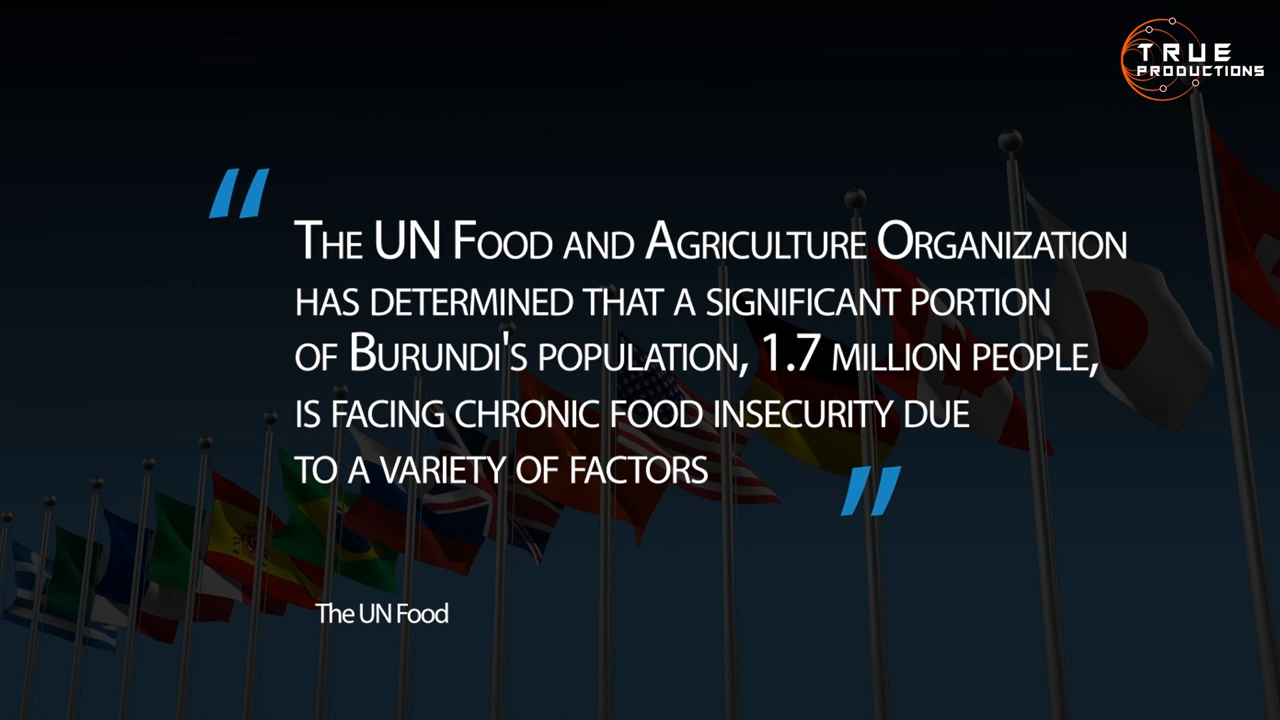 TRUE
PRODUCTIONS
“
The UN Food and Agriculture Organization
has determined that a significant portion
of Burundi's population, 1.7 million people,
is facing chronic food insecurity due
to a variety of factors
”
The UN Food